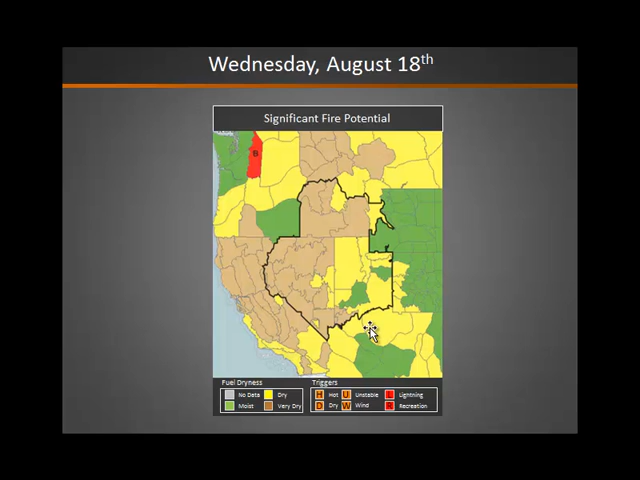 Wednesday, August 18th
Significant Fire Potential
Fuel Dryness
No Data Dry
Moist Very Dry
Triggers
H Hot U Unstable L Lightning
D Dry W Wind R Recreation